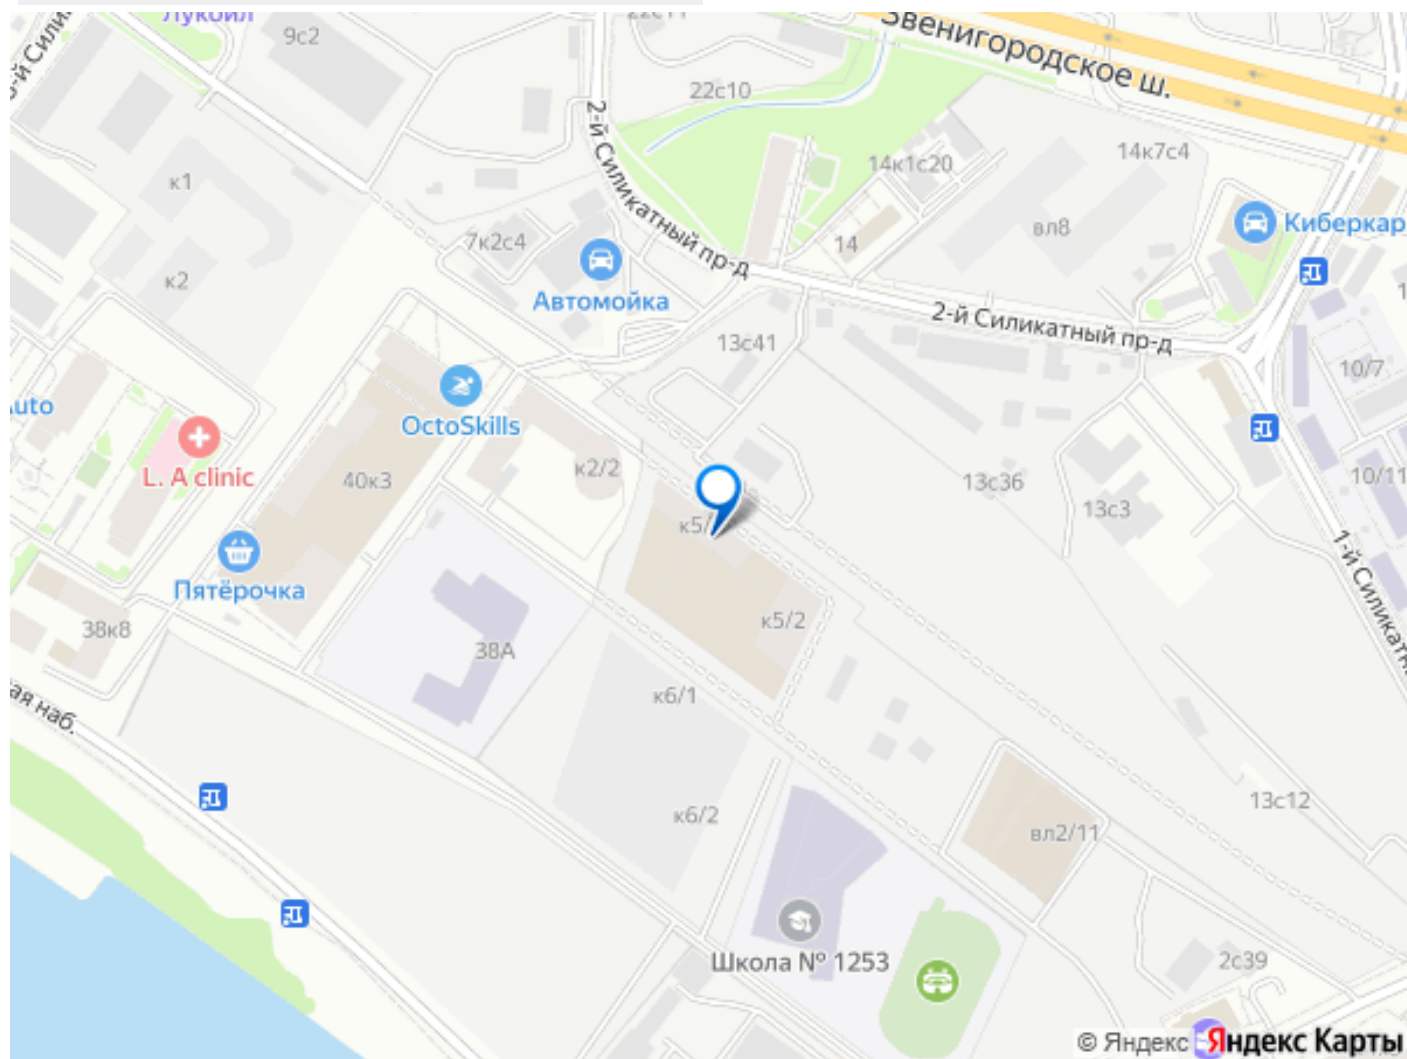 Лукойл
22с11
Звенигородское ш.
9с2
22с10
2-й Силикатный пр-д
14к1с20
14к7с4
к1
7к2с4
14
вл8
Киберкар
к2
Автомойка
2-й Силикатный пр-д
13с41
10/7
uto
OctoSkills
L. A clinic
40к3
к2/2
13с36
10/11
13с3
к5/
1-й Силикатн
Пятёрочка
38к8
к5/2
38А
ая наб.
к6/1
к6/2
13с12
вл2/11
Школа № 1253
2с39
© Яндекс Яндекс Карты